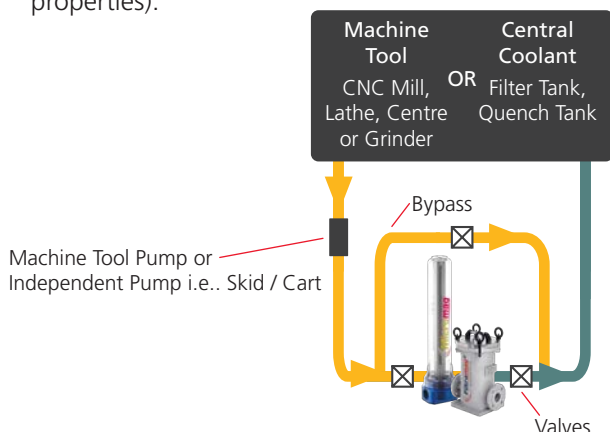 properties).
Machine
Tool
CNC Mill,
Lathe, Centre
or Grinder
OR
Central
Coolant
Filter Tank,
Quench Tank
Bypass
Machine Tool Pump or
Independent Pump i.e.. Skid / Cart
Valves